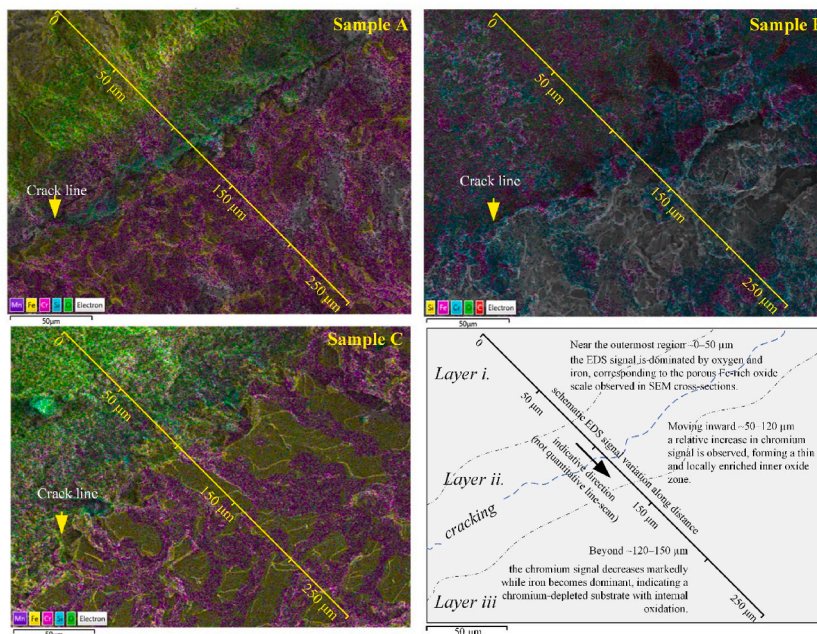 Sample A
0
50 µm
150 µm
250 µm
Crack line
Mn Fe Cr Si O Electron
50µm
Sample
0
50 µm
150 µm
250 µm
Crack line
Si Fe Cr O C Electron
50µm
Sample C
0
50 µm
150 µm
250 µm
Crack line
Mn Fe Cr Si O Electron
50µm
0
50 µm
150 µm
250 µm
Near the outermost region ~0–50 µm
the EDS signal is dominated by oxygen and
iron, corresponding to the porous Fe-rich oxide
scale observed in SEM cross-sections.
Layer i.
schematic EDS signal variation along distance
indicative direction
(not quantitative line-scan)
Moving inward ~50–120 µm
a relative increase in chromium
signal is observed, forming a thin
and locally enriched inner oxide
zone.
Layer ii.
cracking
Beyond ~120–150 µm
the chromium signal decreases markedly
while iron becomes dominant, indicating a
chromium-depleted substrate with internal
oxidation.
Layer iii
50 µm